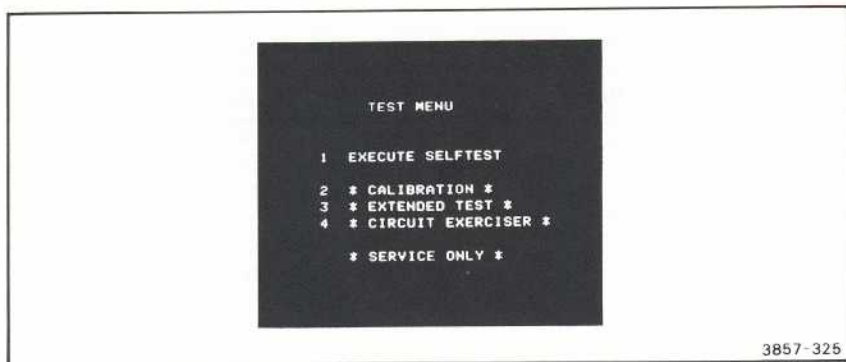 TEST MENU
1 EXECUTE SELFTEST
2 * CALIBRATION *
3 * EXTENDED TEST *
4 * CIRCUIT EXERCISER *
* SERVICE ONLY *
3857-325